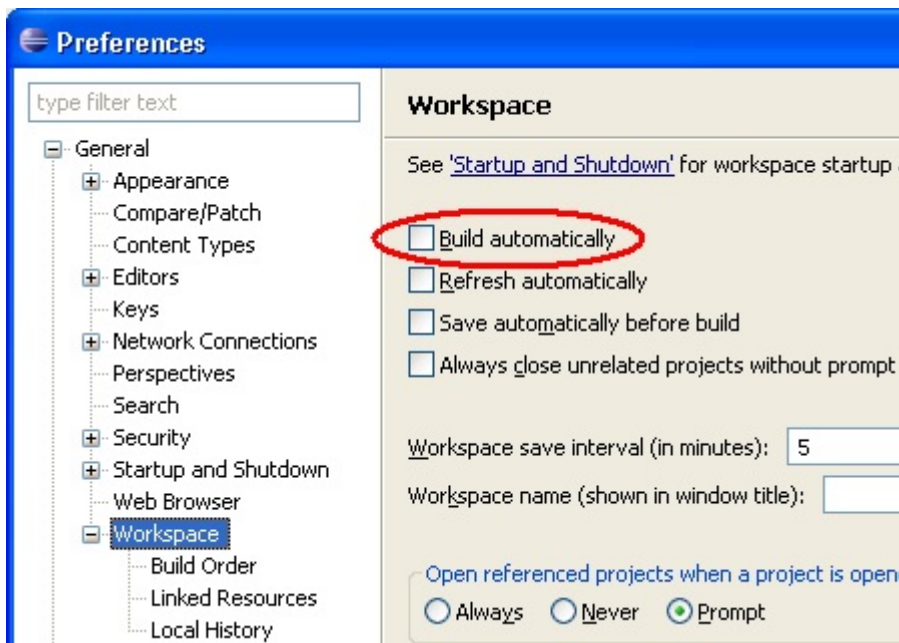 Preferences
type filter text
General
Appearance
Compare/Patch
Content Types
Editors
Keys
Network Connections
Perspectives
Search
Security
Startup and Shutdown
Web Browser
Workspace
Build Order
Linked Resources
Local History
Workspace
See 'Startup and Shutdown' for workspace startup
Build automatically
Refresh automatically
Save automatically before build
Always close unrelated projects without prompt
Workspace save interval (in minutes): 5
Workspace name (shown in window title):
Open referenced projects when a project is open
Always Never Prompt